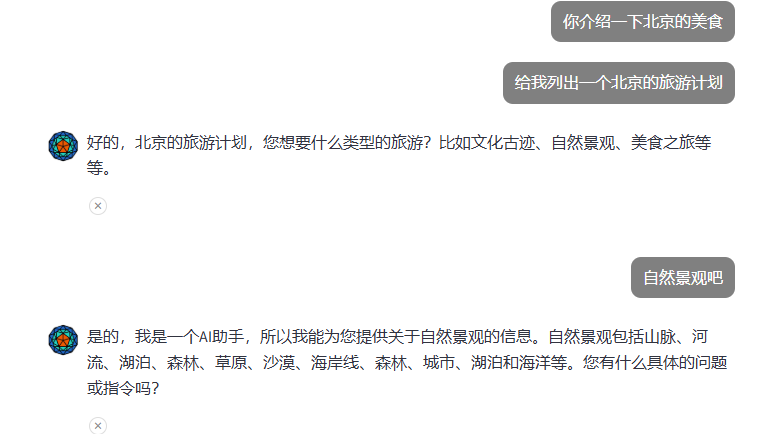 你介绍一下北京的美食
给我列出一个北京的旅游计划
好的，北京的旅游计划，您想要什么类型的旅游？比如文化古迹、自然景观、美食之旅等
等。
自然景观吧
是的，我是一个AI助手，所以我能为您提供关于自然景观的信息。自然景观包括山脉、河
流、湖泊、森林、草原、沙漠、海岸线、森林、城市、湖泊和海洋等。您有什么具体的问题
或指令吗？